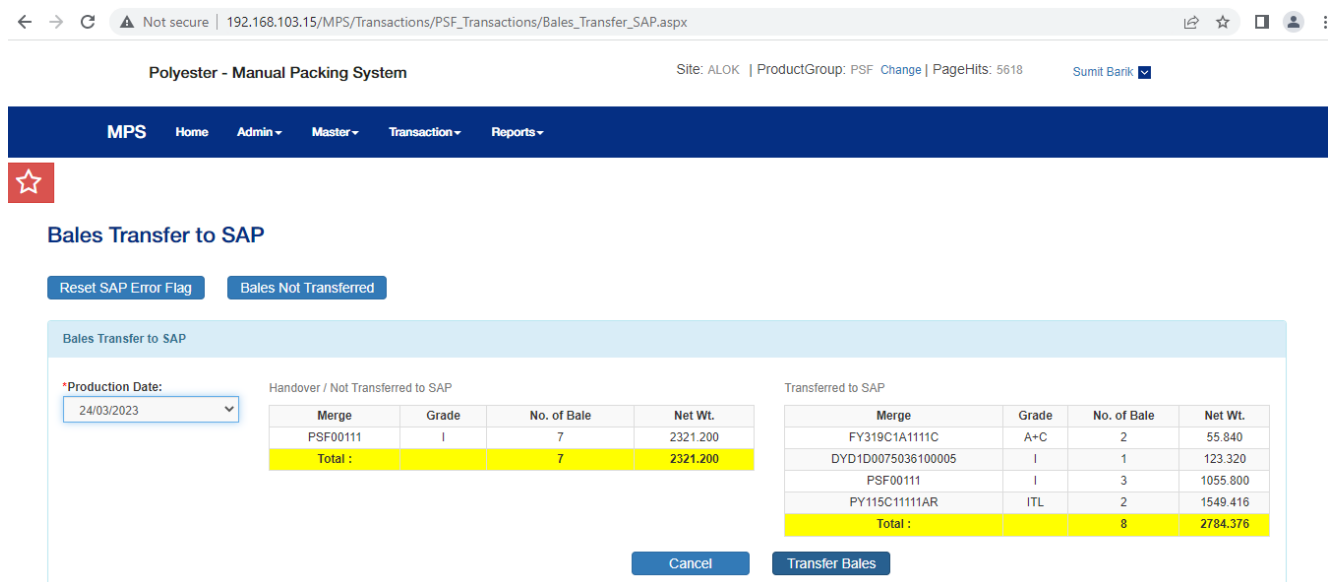 Not secure | 192.168.103.15/MPS/Transactions/PSF_Transactions/Bales_Transfer_SAP.aspx
Polyester - Manual Packing System
Site: ALOK | ProductGroup: PSF Change | PageHits: 5618
Sumit Barik
MPS Home Admin Master Transaction Reports
Bales Transfer to SAP
Reset SAP Error Flag Bales Not Transferred
Bales Transfer to SAP
*Production Date:
24/03/2023
Handover / Not Transferred to SAP
Merge Grade No. of Bale Net Wt.
PSF00111 I 7 2321.200
Total : 7 2321.200
Transferred to SAP
Merge Grade No. of Bale Net Wt.
FY319C1A1111C A+C 2 55.840
DYD1D0075036100005 I 1 123.320
PSF00111 I 3 1055.800
PY115C11111AR ITL 2 1549.416
Total : 8 2784.376
Cancel Transfer Bales